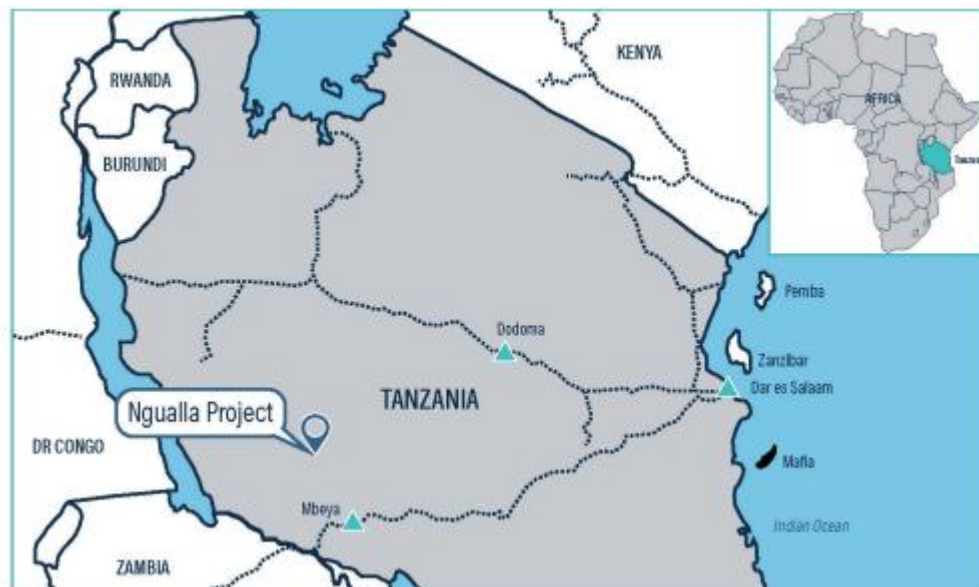 KENYA
RWANDA
AFRICA
BURUNDI
Pemba
Dodoma
Zanzibar
Dar es Salaam
TANZANIA
Ngualla Project
DR CONGO
Mafia
Mbeya
Indian Ocean
ZAMBIA